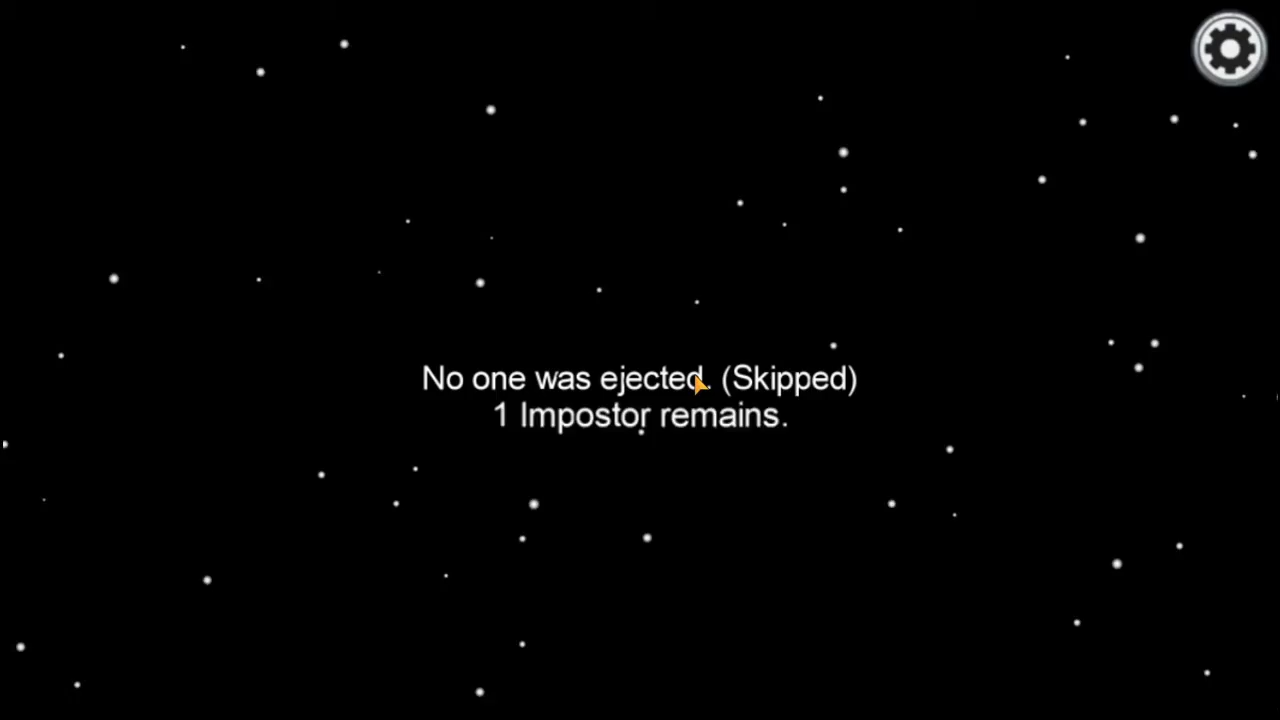 No one was ejected. (Skipped)
1 Impostor remains.